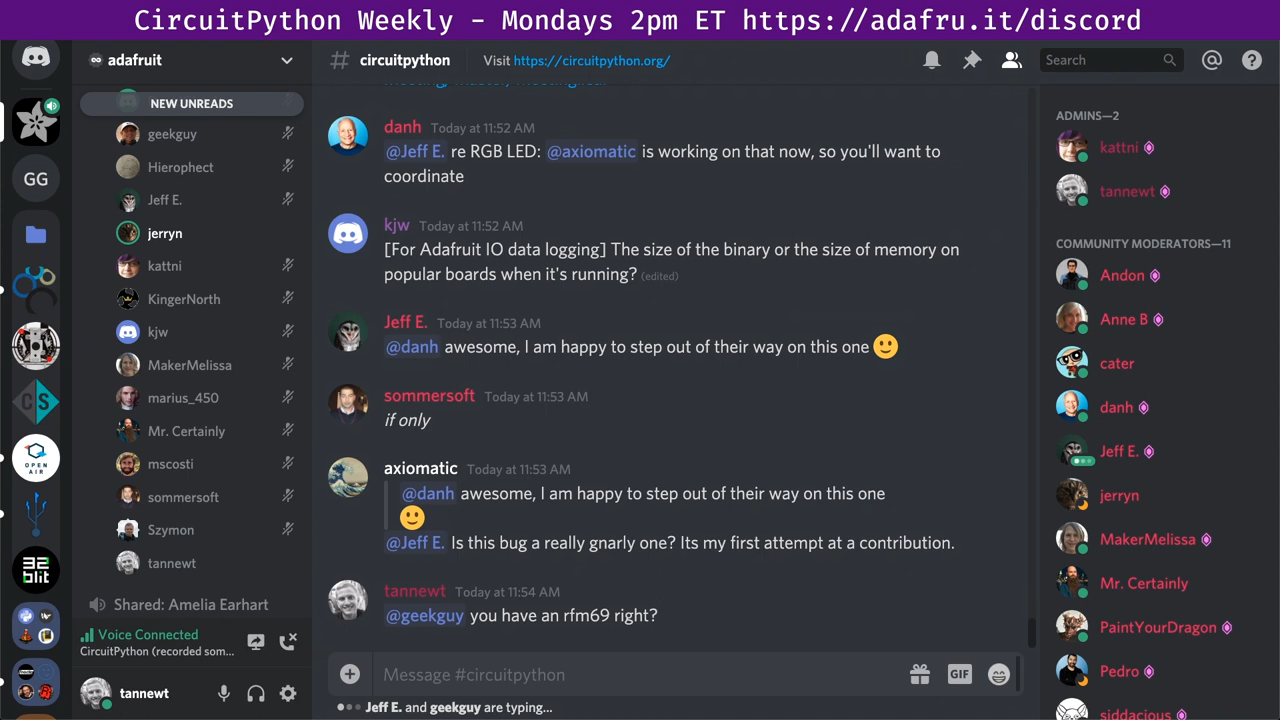 CircuitPython Weekly - Mondays 2pm ET https://adafru.it/discord
adafruit
NEW UNREADS
geekguy
Hierophect
Jeff E.
jerryn
kattni
KingerNorth
kjw
MakerMelissa
marius_450
Mr. Certainly
mscosti
sommersoft
Szymon
tannewt
Shared: Amelia Earhart
Voice Connected
CircuitPython (recorded som...
tannewt
GG
OPEN
AIR
32
blit
# circuitpython
Visit https://circuitpython.org/
Search
danh Today at 11:52 AM
@Jeff E. re RGB LED: @axiomatic is working on that now, so you'll want to
coordinate
kjw Today at 11:52 AM
[For Adafruit IO data logging] The size of the binary or the size of memory on
popular boards when it's running? (edited)
Jeff E. Today at 11:53 AM
@danh awesome, I am happy to step out of their way on this one 🙂
sommersoft Today at 11:53 AM
if only
axiomatic Today at 11:53 AM
@danh awesome, I am happy to step out of their way on this one
🙂
@Jeff E. Is this bug a really gnarly one? Its my first attempt at a contribution.
tannewt Today at 11:54 AM
@geekguy you have an rfm69 right?
Message #circuitpython
GIF
Jeff E. and geekguy are typing...
ADMINS—2
kattni
tannewt
COMMUNITY MODERATORS—11
Andon
Anne B
cater
danh
Jeff E.
jerryn
MakerMelissa
Mr. Certainly
PaintYourDragon
Pedro
siddacious